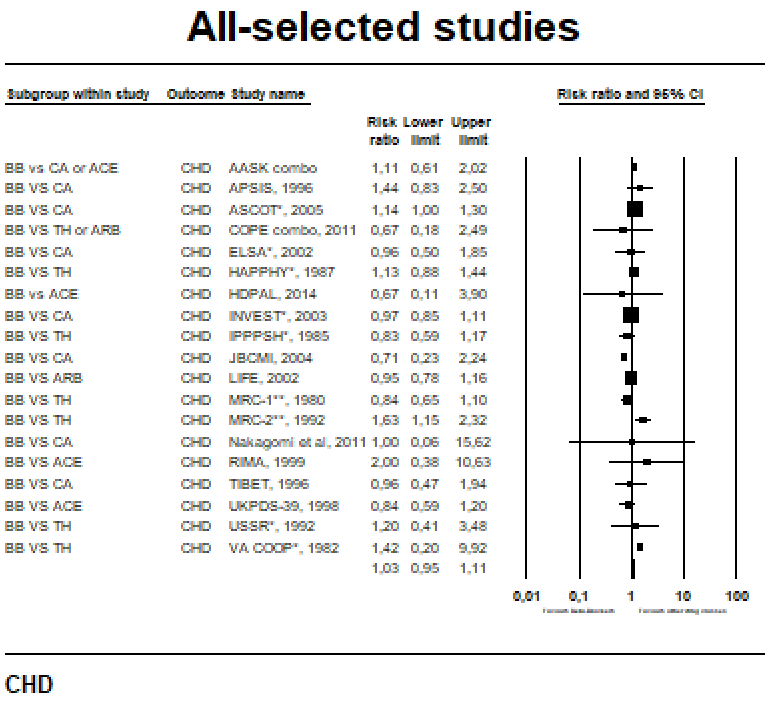 All-selected studies
Subgroup within study Outcome Study name Risk ratio and 95% CI
Risk Lower Upper
ratio limit limit
BB vs CA or ACE CHD AASK combo 1,11 0,61 2,02
BB VS CA CHD APSIS, 1996 1,44 0,83 2,50
BB VS CA CHD ASCOT*, 2005 1,14 1,00 1,30
BB VS TH or ARB CHD COPE combo, 2011 0,67 0,18 2,49
BB VS CA CHD ELSA*, 2002 0,96 0,50 1,85
BB VS TH CHD HAPPHY*, 1987 1,13 0,88 1,44
BB vs ACE CHD HDPAL, 2014 0,67 0,11 3,90
BB VS CA CHD INVEST*, 2003 0,97 0,85 1,11
BB VS TH CHD IPPPSH*, 1985 0,83 0,59 1,17
BB VS CA CHD JBCMI, 2004 0,71 0,23 2,24
BB VS ARB CHD LIFE, 2002 0,95 0,78 1,16
BB VS TH CHD MRC-1**, 1980 0,84 0,65 1,10
BB VS TH CHD MRC-2**, 1992 1,63 1,15 2,32
BB VS CA CHD Nakagomi et al, 2011 1,00 0,06 15,62
BB VS ACE CHD RIMA, 1999 2,00 0,38 10,63
BB VS CA CHD TIBET, 1996 0,96 0,47 1,94
BB VS ACE CHD UKPDS-39, 1998 0,84 0,59 1,20
BB VS TH CHD USSR*, 1992 1,20 0,41 3,48
BB VS TH CHD VA COOP*, 1982 1,42 0,20 9,92
1,03 0,95 1,11
0,01 0,1 1 10 100
CHD